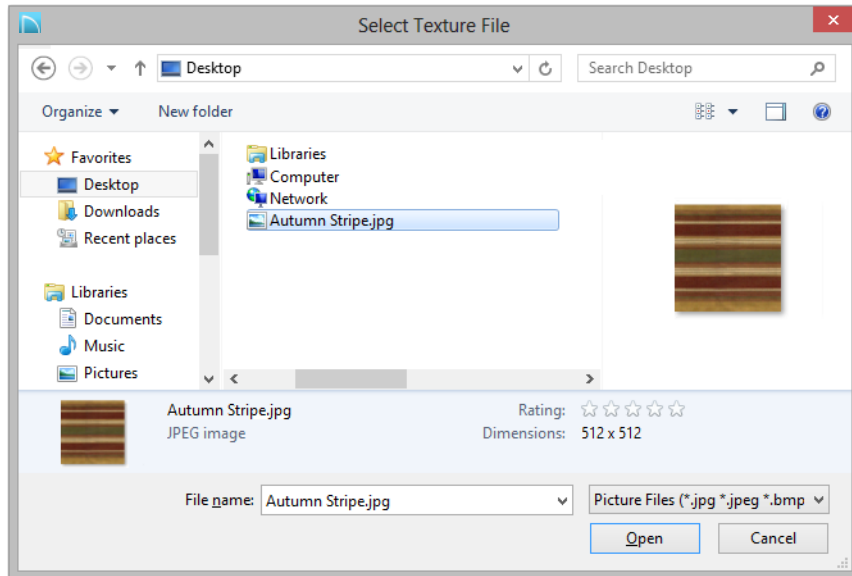 Select Texture File
Desktop
Search Desktop
Organize
New folder
Favorites
Desktop
Downloads
Recent places
Libraries
Documents
Music
Pictures
Libraries
Computer
Network
Autumn Stripe.jpg
Autumn Stripe.jpg
JPEG image
Rating:
Dimensions: 512 x 512
File name: Autumn Stripe.jpg
Picture Files (*.jpg *.jpeg *.bmp
Open
Cancel